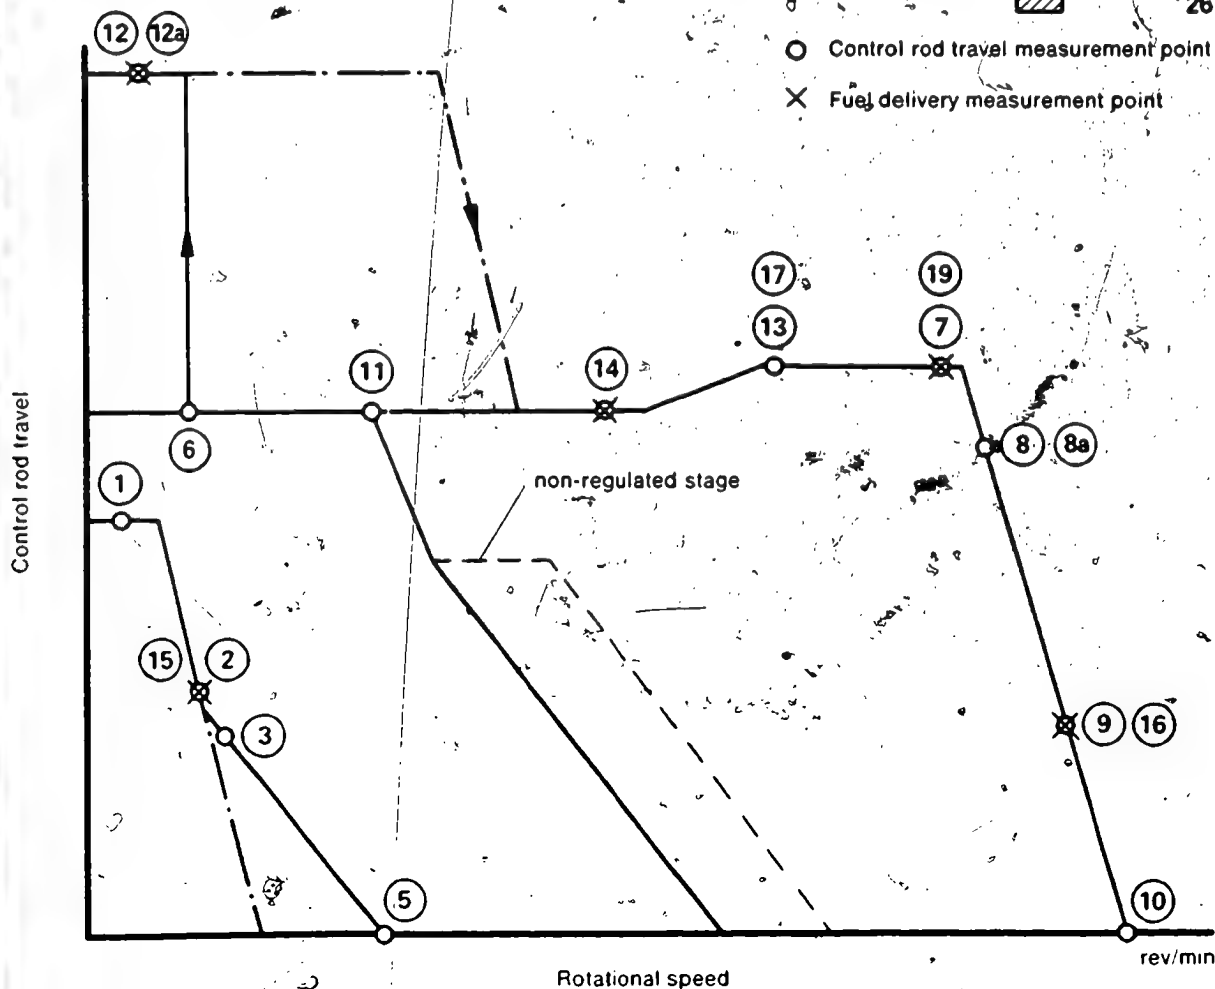 12 12a
26
Control rod travel measurement point
Fuel delivery measurement point
17
19
13
7
14
11
6
8 8a
1
non-regulated stage
Control rod travel
15 2
3
9 16
5
10
rev/min
Rotational speed